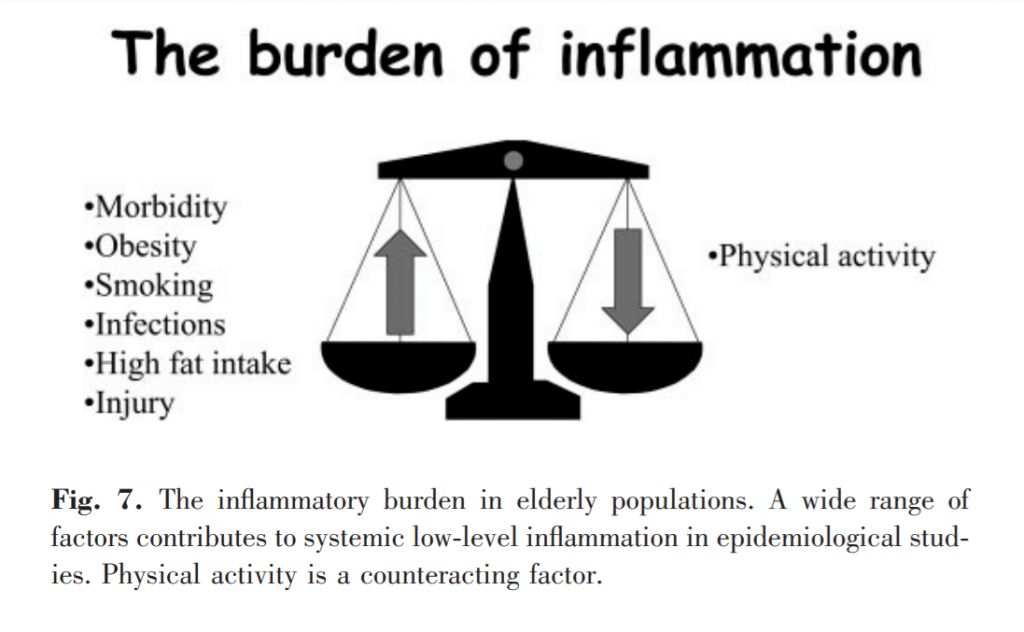 The burden of inflammation
•Morbidity
•Obesity
•Smoking
•Infections
•High fat intake
•Injury
•Physical activity
Fig. 7. The inflammatory burden in elderly populations. A wide range of
factors contributes to systemic low-level inflammation in epidemiological stud-
ies. Physical activity is a counteracting factor.